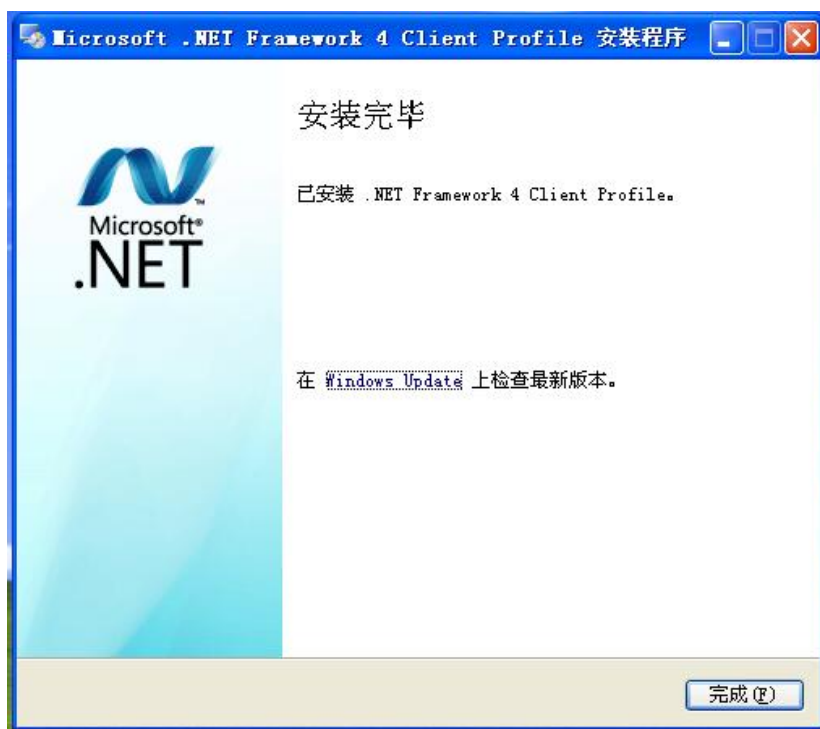 Microsoft .NET Framework 4 Client Profile 安装程序
安装完毕
已安装 .NET Framework 4 Client Profile。
Microsoft®
.NET
TM
在 Windows Update 上检查最新版本。
完成(F)